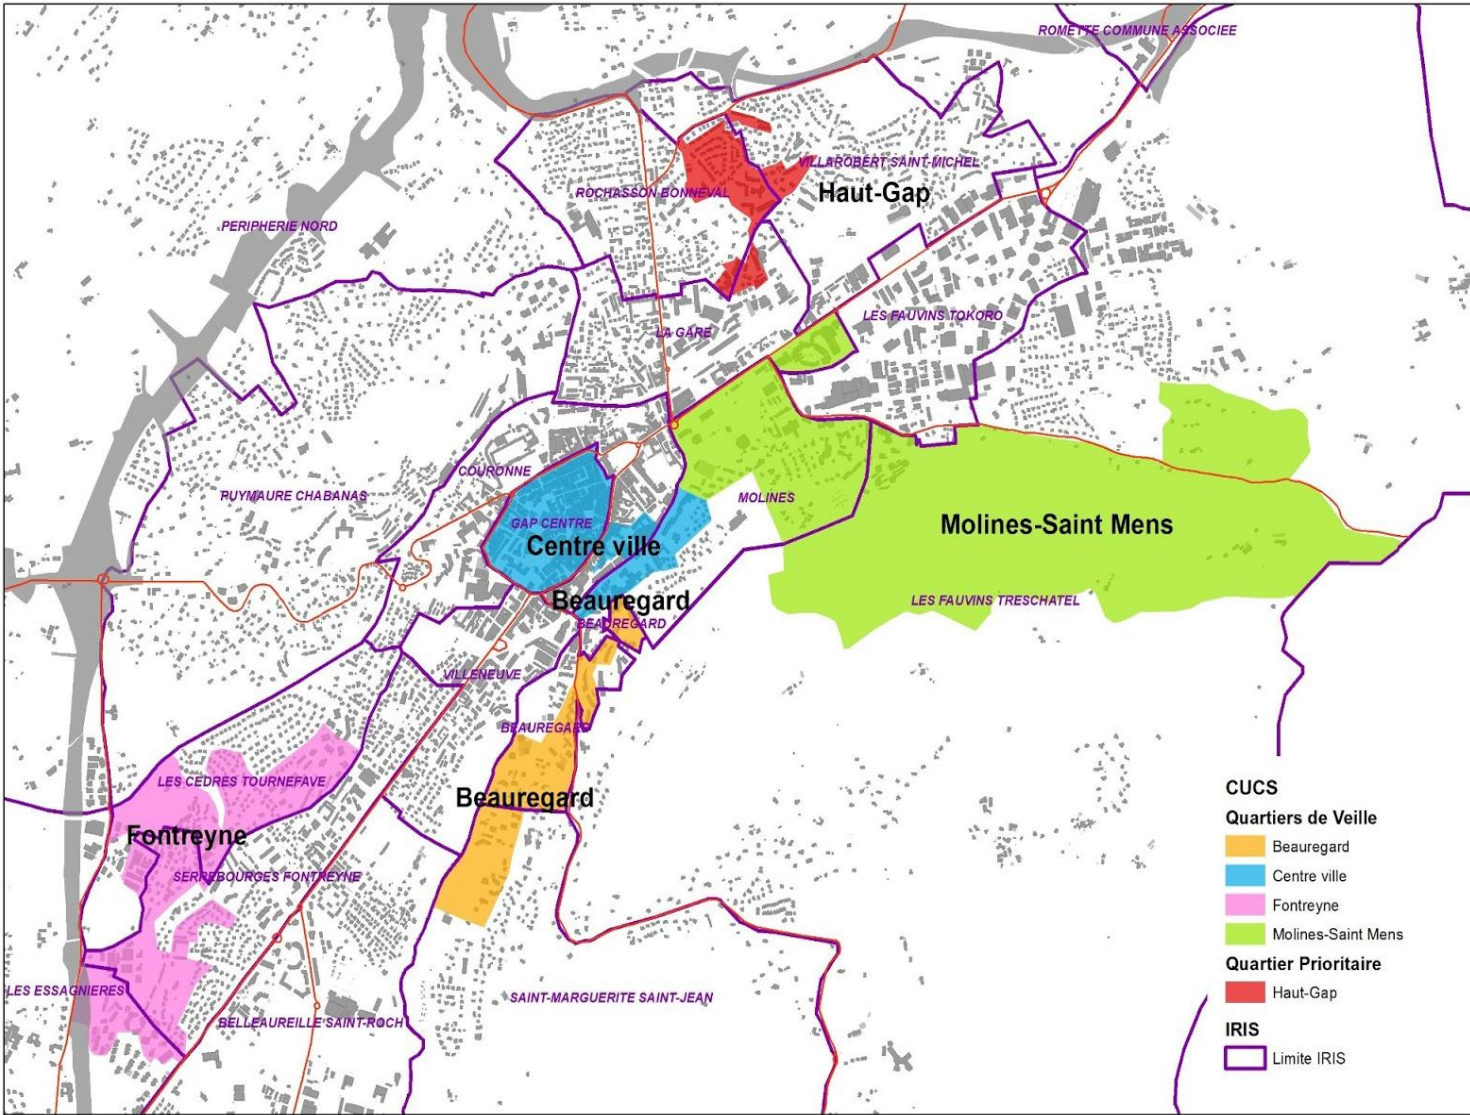 ROMETTE COMMUNE ASSOCIEE
VILLAROBERT SAINT-MICHEL
Haut-Gap
ROCHASSON BONNEVAL
PERIPHERIE NORD
LES FAUVINS TOKORO
LA GARE
COURONNE
PUYMAURE CHABANAS
MOLINES
GAP CENTRE
Centre ville
Molines-Saint Mens
Beauregard
LES FAUVINS TRESCHATEL
BEAUREGARD
VILLENEUVE
BEAUREGARD
LES CEDRES TOURNEFAVE
Beauregard
Fontreyne
SERREBOURGES FONTREYNE
LES ESSAGNIERES
SAINT-MARGUERITE SAINT-JEAN
BELLEAUREILLE SAINT-ROCH
CUCS
Quartiers de Veille
Beauregard
Centre ville
Fontreyne
Molines-Saint Mens
Quartier Prioritaire
Haut-Gap
IRIS
Limite IRIS